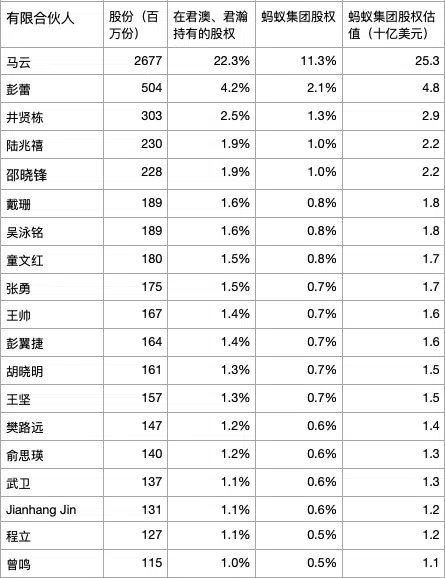 有限合伙人 股份（百万份） 在君澳、君瀚持有的股权 蚂蚁集团股权 蚂蚁集团股权估值（十亿美元）
马云 2677 22.3% 11.3% 25.3
彭蕾 504 4.2% 2.1% 4.8
井贤栋 303 2.5% 1.3% 2.9
陆兆禧 230 1.9% 1.0% 2.2
邵晓锋 228 1.9% 1.0% 2.2
戴珊 189 1.6% 0.8% 1.8
吴泳铭 189 1.6% 0.8% 1.8
童文红 180 1.5% 0.8% 1.7
张勇 175 1.5% 0.7% 1.7
王帅 167 1.4% 0.7% 1.6
彭翼捷 164 1.4% 0.7% 1.6
胡晓明 161 1.3% 0.7% 1.5
王坚 157 1.3% 0.7% 1.5
樊路远 147 1.2% 0.6% 1.4
俞思瑛 140 1.2% 0.6% 1.3
武卫 137 1.1% 0.6% 1.3
Jianhang Jin 131 1.1% 0.6% 1.2
程立 127 1.1% 0.5% 1.2
曾鸣 115 1.0% 0.5% 1.1